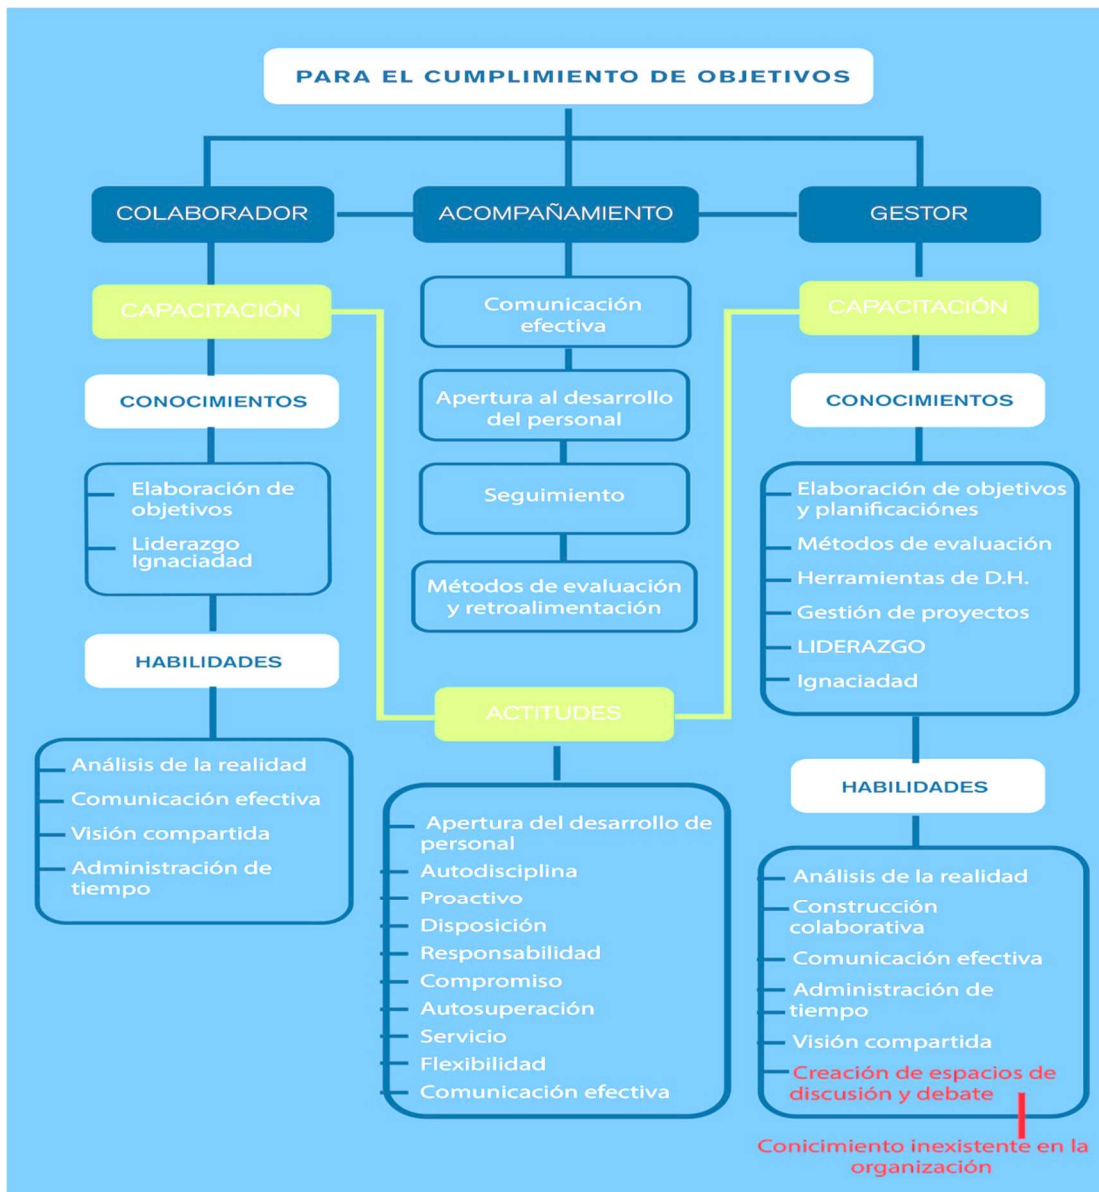 PARA EL CUMPLIMIENTO DE OBJETIVOS
COLABORADOR
ACOMPAÑAMIENTO
GESTOR
CAPACITACIÓN
CONOCIMIENTOS
Elaboración de
objetivos
Liderazgo
Ignaciadad
HABILIDADES
Análisis de la realidad
Comunicación efectiva
Visión compartida
Administración de
tiempo
Comunicación
efectiva
Apertura al desarrollo
del personal
Seguimiento
Métodos de evaluación
y retroalimentación
ACTITUDES
Apertura del desarrollo de
personal
Autodisciplina
Proactivo
Disposición
Responsabilidad
Compromiso
Autosuperación
Servicio
Flexibilidad
Comunicación efectiva
CAPACITACIÓN
CONOCIMIENTOS
Elaboración de objetivos
y planificaciónes
Métodos de evaluación
Herramientas de D.H.
Gestión de proyectos
LIDERAZGO
Ignaciadad
HABILIDADES
Análisis de la realidad
Construcción
colaborativa
Comunicación efectiva
Administración de
tiempo
Visión compartida
Creación de espacios de
discusión y debate
Conicimiento inexistente en la
organización